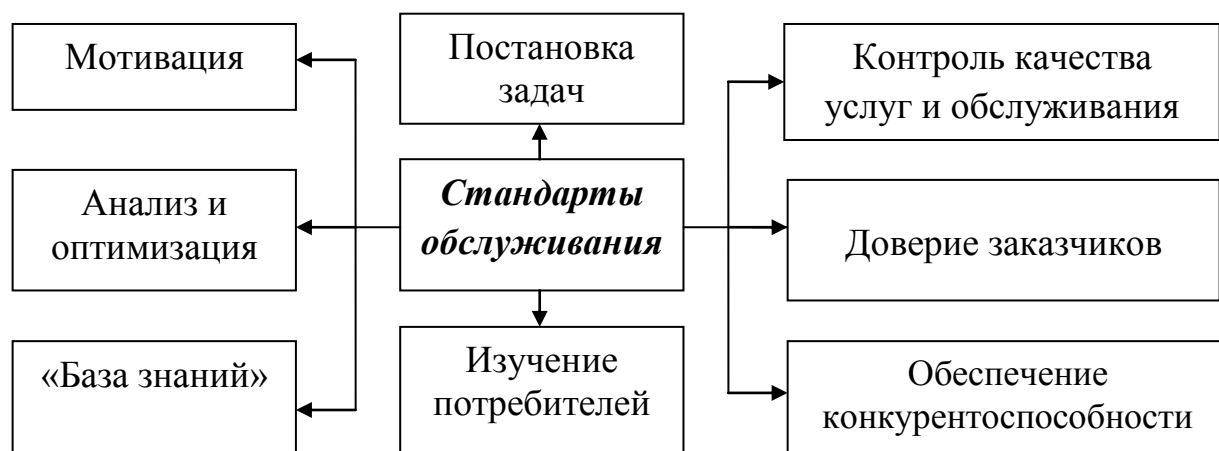 Мотивация
Постановка
задач
Контроль качества
услуг и обслуживания
Анализ и
оптимизация
Стандарты
обслуживания
Доверие заказчиков
«База знаний»
Изучение
потребителей
Обеспечение
конкурентоспособности